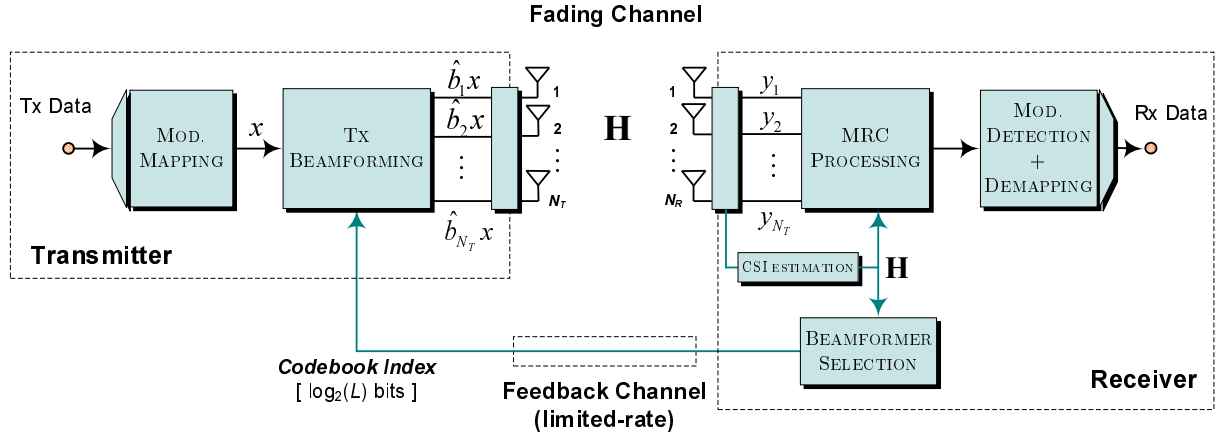 Fading Channel
Tx Data
MOD.
MAPPING
x
TX
BEAMFORMING
b̂₁x
b̂₂x
⋮
b̂_{N_T} x
1
2
⋮
N_T
H
1
2
⋮
N_R
y₁
y₂
⋮
y_{N_T}
MRC
PROCESSING
MOD.
DETECTION
+
DEMAPPING
Rx Data
Transmitter
CSI ESTIMATION
H
BEAMFORMER
SELECTION
Codebook Index
[ log₂(L) bits ]
Feedback Channel
(limited-rate)
Receiver